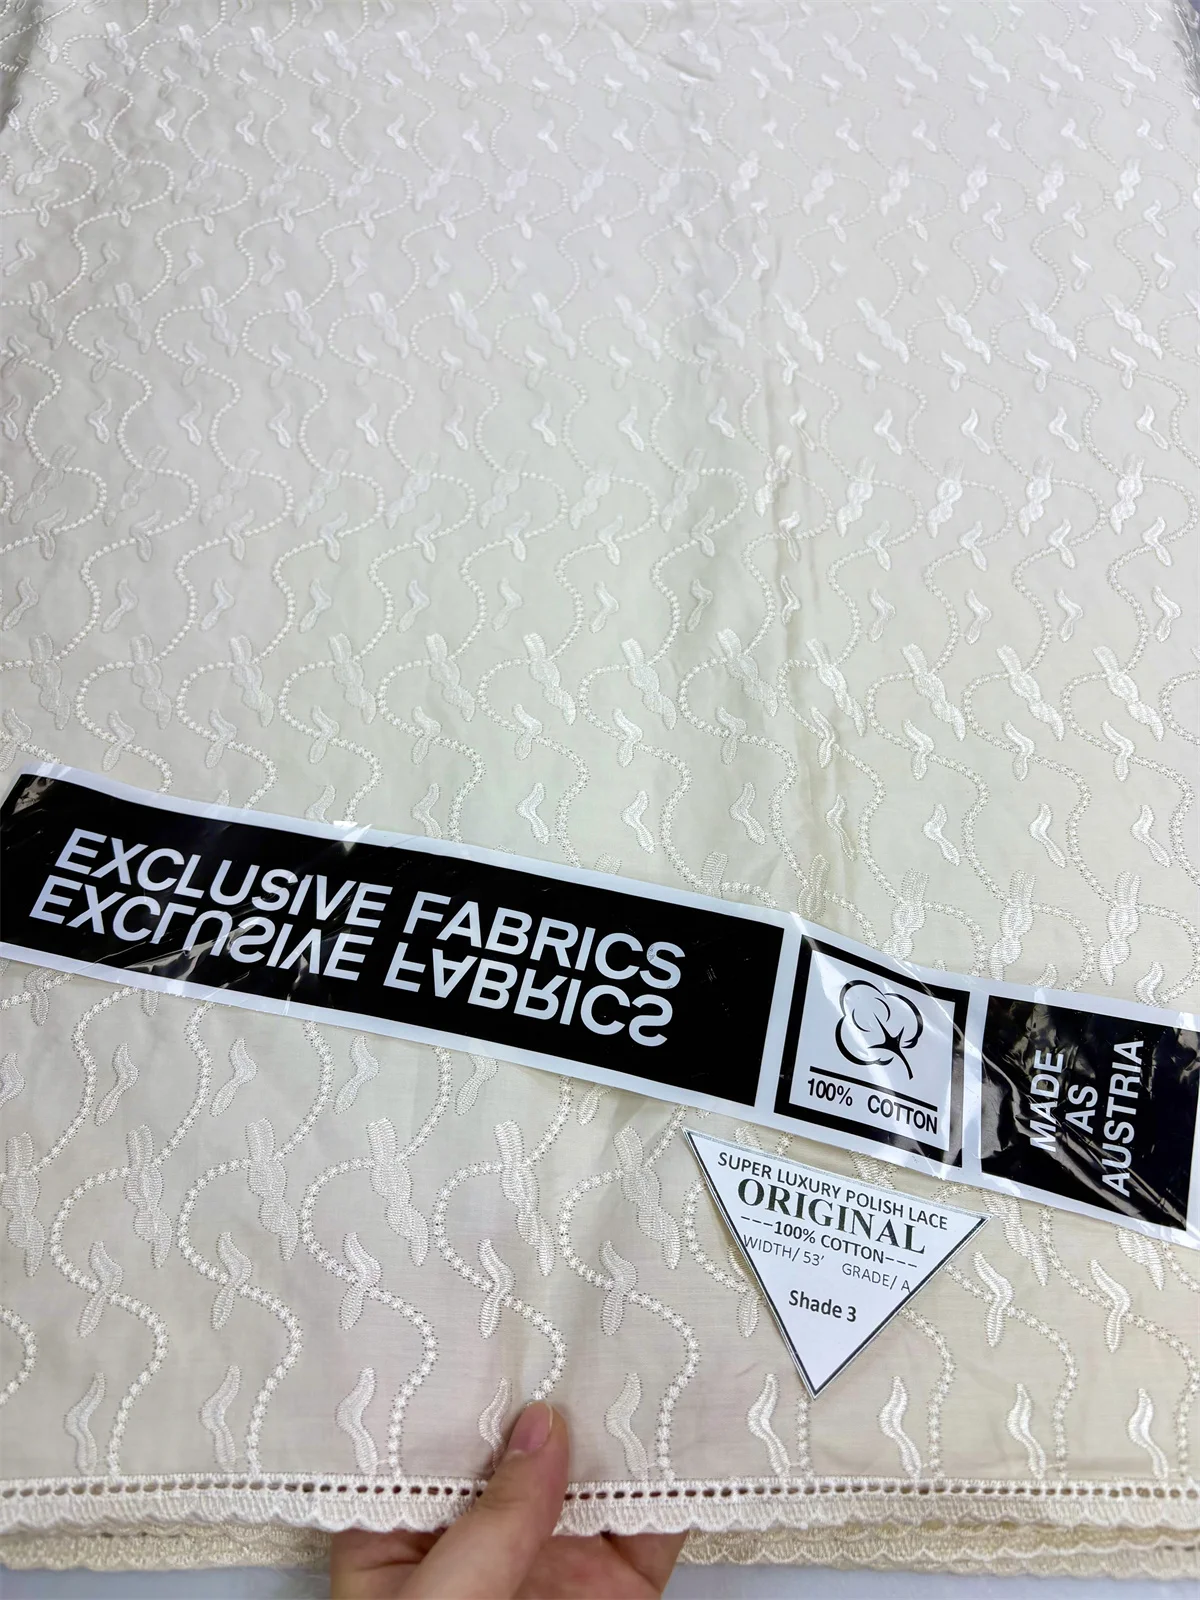 EXCLUSIVE FABRICS
EXCLUSIVE FABRICS
100% COTTON
MADE
AS
AUSTRIA
SUPER LUXURY POLISH LACE
ORIGINAL
---100% COTTON---
WIDTH/ 53' GRADE/ A
Shade 3